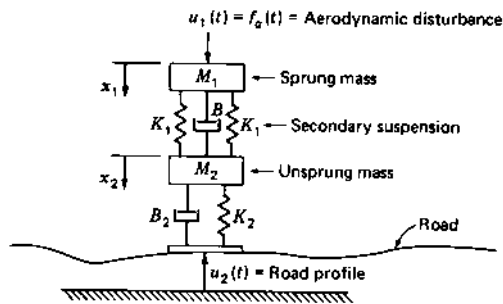 u₁(t) = fₐ(t) = Aerodynamic disturbance
M₁
Sprung mass
x₁
B
K₁
K₁
Secondary suspension
M₂
Unsprung mass
x₂
B₂
K₂
Road
u₂(t) = Road profile